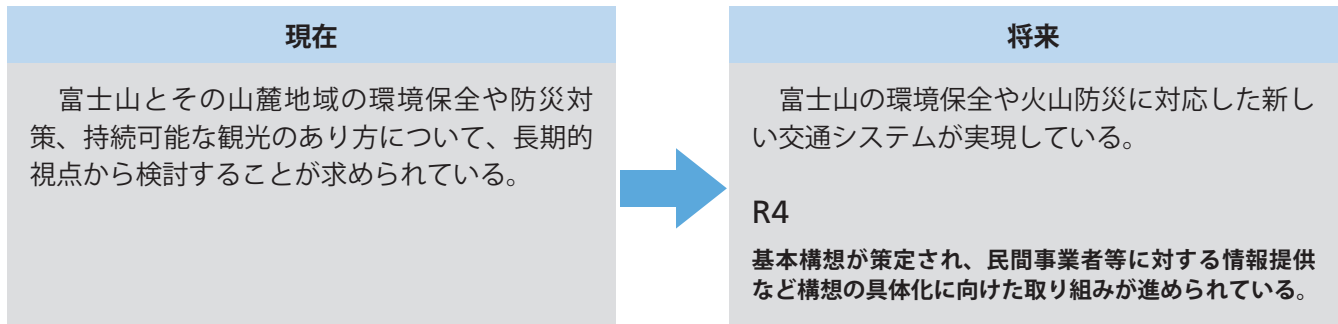 現在
富士山とその山麓地域の環境保全や防災対
策、持続可能な観光のあり方について、長期的
視点から検討することが求められている。
将来
富士山の環境保全や火山防災に対応した新し
い交通システムが実現している。
R4
基本構想が策定され、民間事業者等に対する情報提供
など構想の具体化に向けた取り組みが進められている。